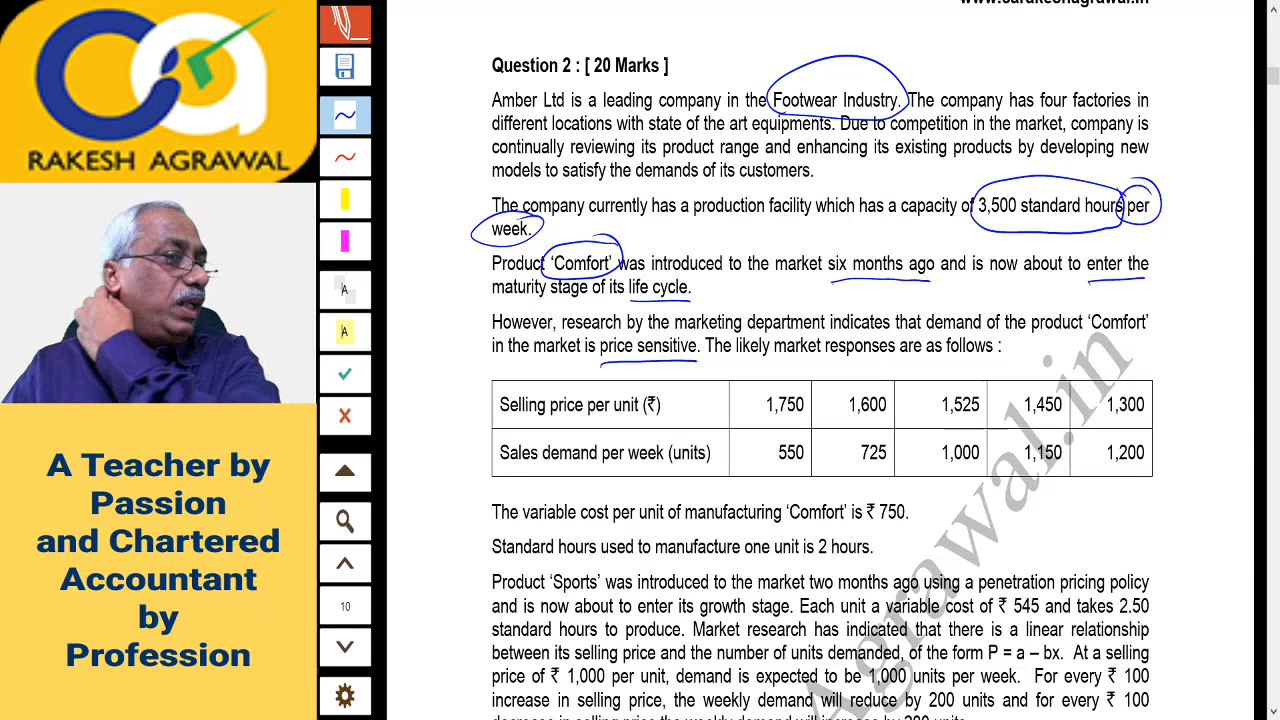 www.carakeshagrawal.in
RAKESH AGRAWAL
A Teacher by
Passion
and Chartered
Accountant
by
Profession
A
A
10
Question 2 : [ 20 Marks ]
Amber Ltd is a leading company in the Footwear Industry. The company has four factories in
different locations with state of the art equipments. Due to competition in the market, company is
continually reviewing its product range and enhancing its existing products by developing new
models to satisfy the demands of its customers.
The company currently has a production facility which has a capacity of 3,500 standard hours per
week.
Product ‘Comfort’ was introduced to the market six months ago and is now about to enter the
maturity stage of its life cycle.
However, research by the marketing department indicates that demand of the product ‘Comfort’
in the market is price sensitive. The likely market responses are as follows :
Selling price per unit (₹) 1,750 1,600 1,525 1,450 1,300
Sales demand per week (units) 550 725 1,000 1,150 1,200
The variable cost per unit of manufacturing ‘Comfort’ is ₹ 750.
Standard hours used to manufacture one unit is 2 hours.
Product ‘Sports’ was introduced to the market two months ago using a penetration pricing policy
and is now about to enter its growth stage. Each unit a variable cost of ₹ 545 and takes 2.50
standard hours to produce. Market research has indicated that there is a linear relationship
between its selling price and the number of units demanded, of the form P = a – bx. At a selling
price of ₹ 1,000 per unit, demand is expected to be 1,000 units per week. For every ₹ 100
increase in selling price, the weekly demand will reduce by 200 units and for every ₹ 100
decrease in selling price the weekly demand will increase by 200 units.
Agrawal.in